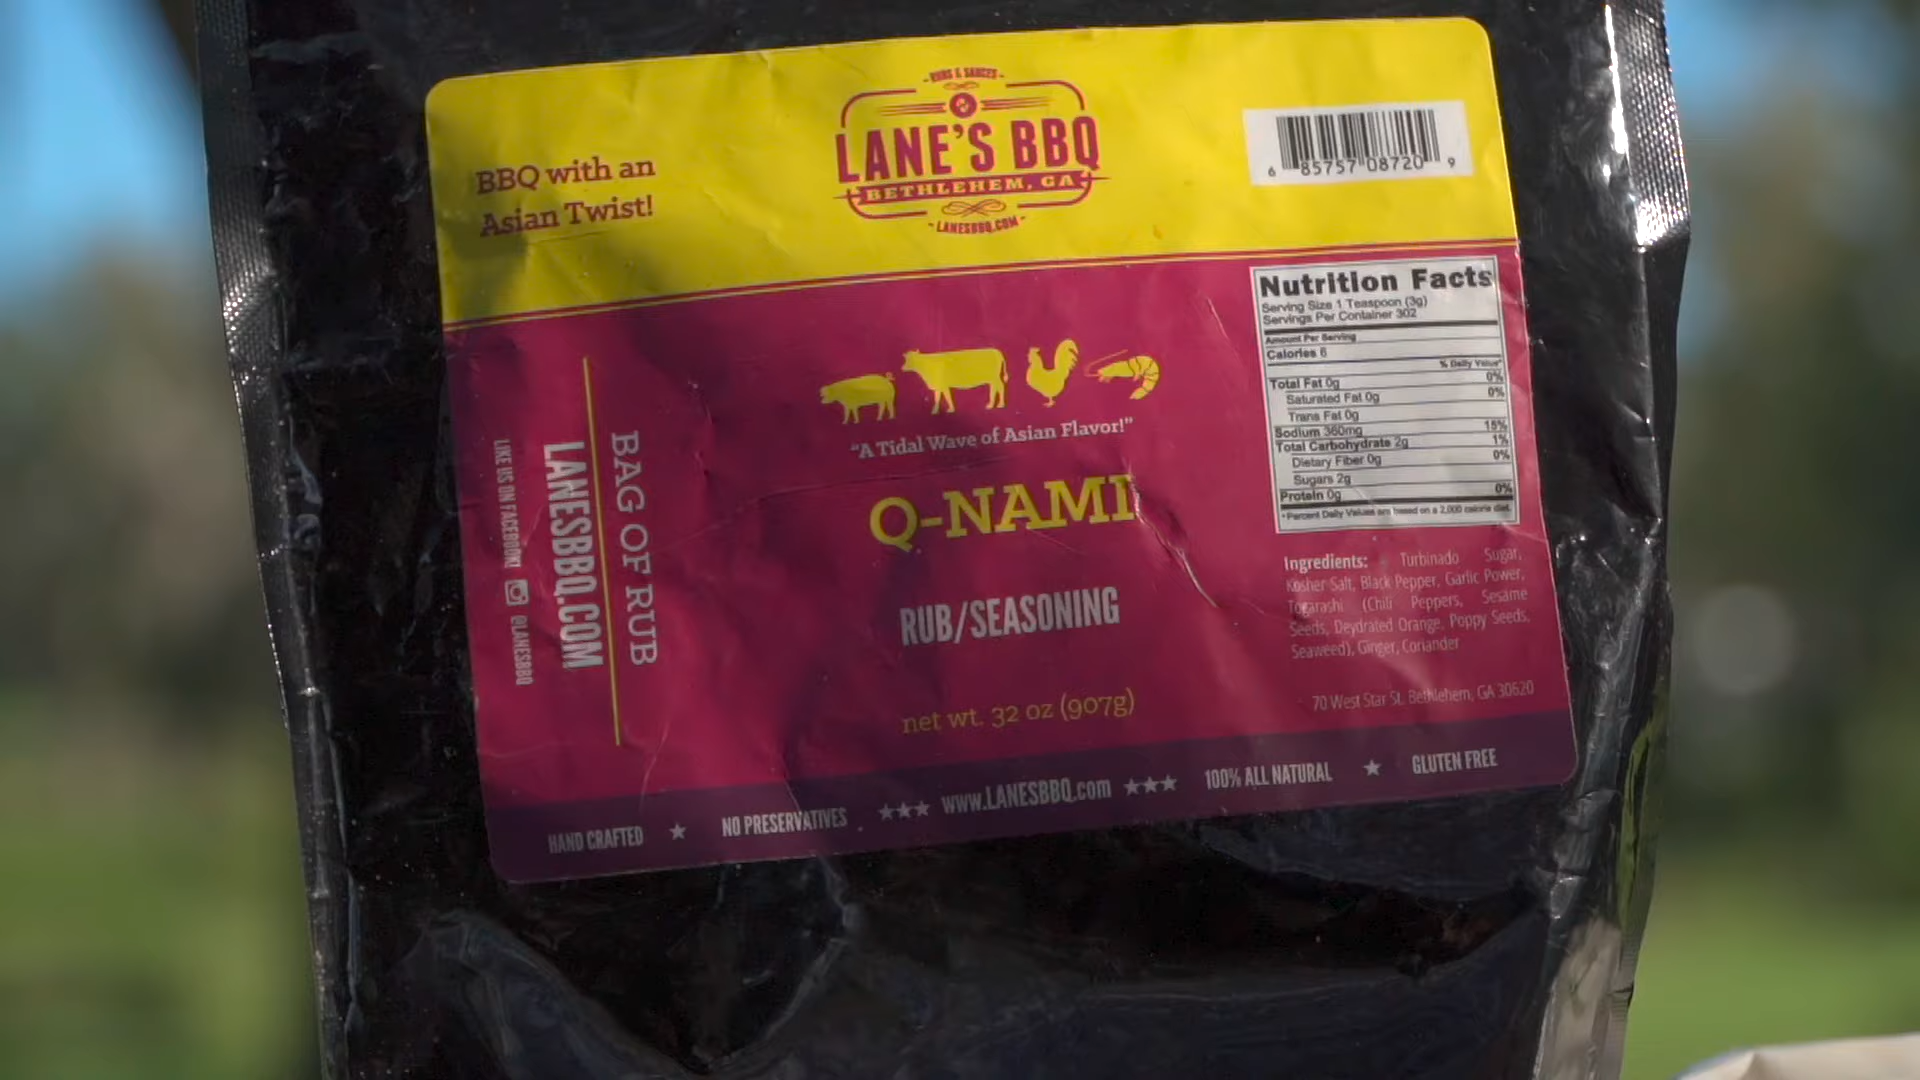 BBQ with an
Asian Twist!
- RUBS & SAUCES -
LANE'S BBQ
BETHLEHEM, GA
- LANESBBQ.COM -
6 85757 08720 9
LIKE US ON FACEBOOK! @LANESBBQ
LANESBBQ.COM
BAG OF RUB
"A Tidal Wave of Asian Flavor!"
Q-NAMI
RUB/SEASONING
net wt. 32 oz (907g)
Nutrition Facts
Serving Size 1 Teaspoon (3g)
Servings Per Container 302
Amount Per Serving
Calories 6
% Daily Value*
Total Fat 0g 0%
Saturated Fat 0g 0%
Trans Fat 0g
Sodium 360mg 15%
Total Carbohydrate 2g 1%
Dietary Fiber 0g 0%
Sugars 2g
Protein 0g 0%
*Percent Daily Values are based on a 2,000 calorie diet.
Ingredients: Turbinado Sugar,
Kosher Salt, Black Pepper, Garlic Power,
Togarashi (Chili Peppers, Sesame
Seeds, Deydrated Orange, Poppy Seeds,
Seaweed), Ginger, Coriander
70 West Star St. Bethlehem, GA 30620
HAND CRAFTED ★ NO PRESERVATIVES ★★★ www.LANESBBQ.com ★★★ 100% ALL NATURAL ★ GLUTEN FREE